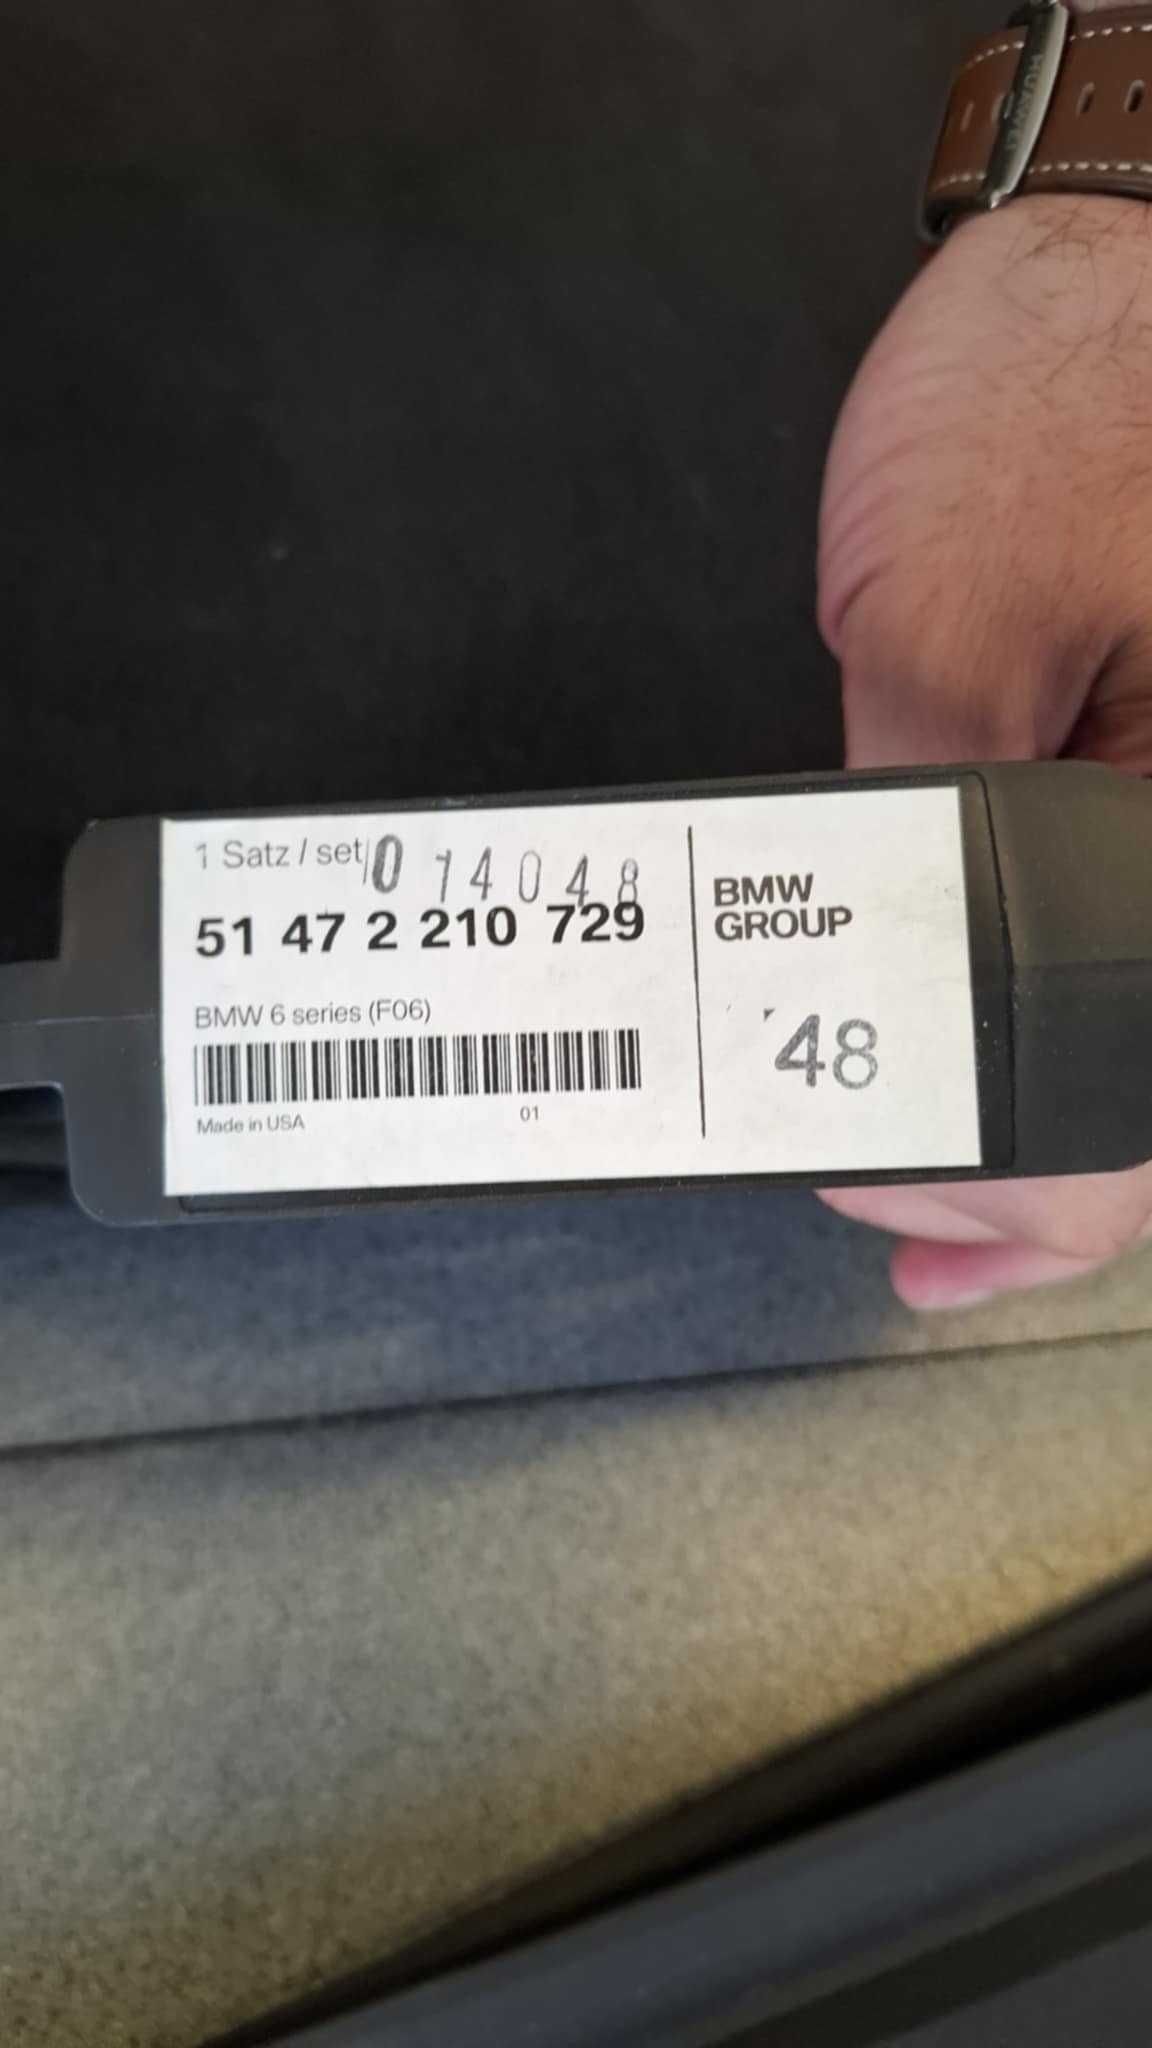 HUAWEI
1 Satz / set 0 14048
51 47 2 210 729
BMW 6 series (F06)
Made in USA
01
BMW
GROUP
48